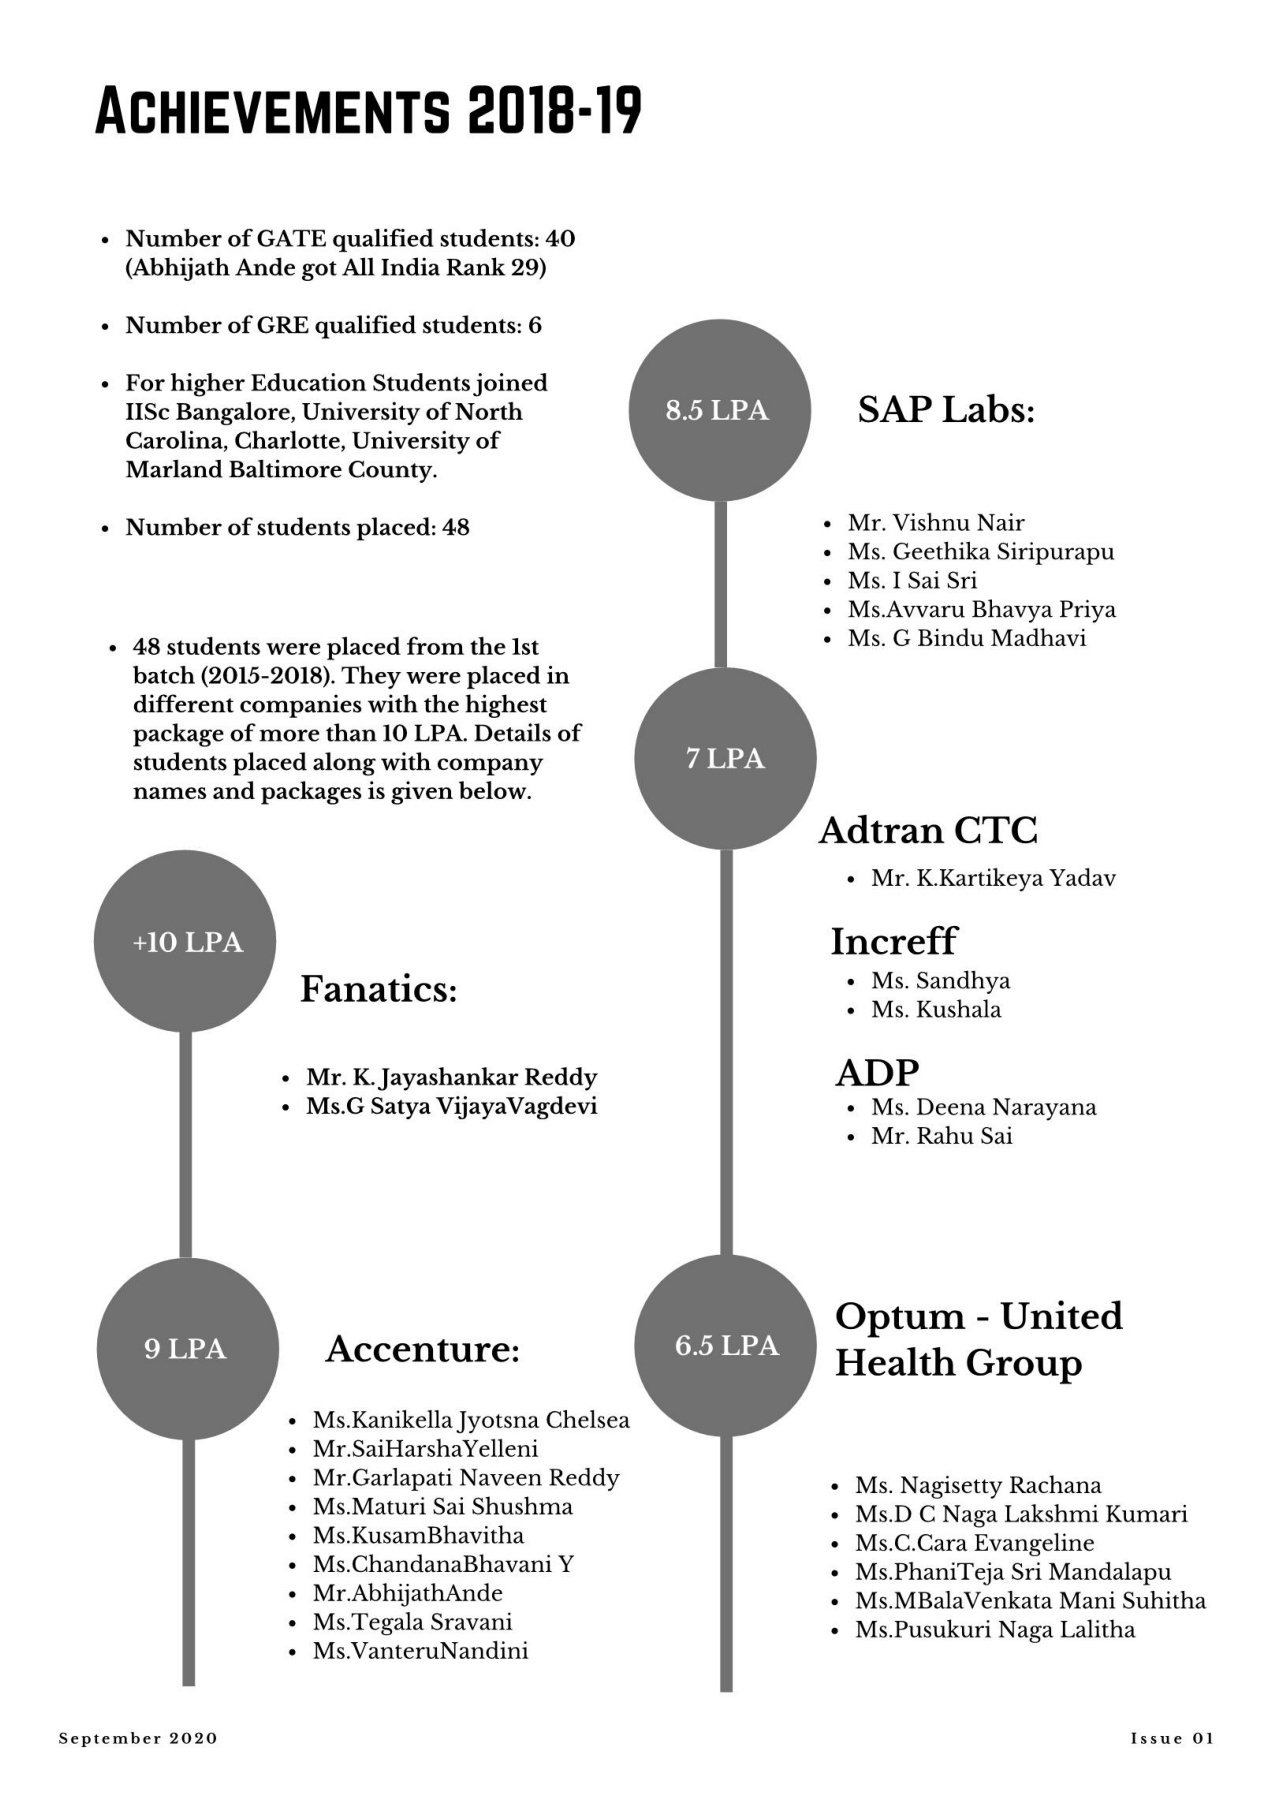 ACHIEVEMENTS 2018-19
• Number of GATE qualified students: 40
(Abhijath Ande got All India Rank 29)
• Number of GRE qualified students: 6
• For higher Education Students joined
IISc Bangalore, University of North
Carolina, Charlotte, University of
Marland Baltimore County.
• Number of students placed: 48
• 48 students were placed from the 1st
batch (2015-2018). They were placed in
different companies with the highest
package of more than 10 LPA. Details of
students placed along with company
names and packages is given below.
+10 LPA
Fanatics:
• Mr. K. Jayashankar Reddy
• Ms.G Satya VijayaVagdevi
9 LPA
Accenture:
• Ms.Kanikella Jyotsna Chelsea
• Mr.SaiHarshaYelleni
• Mr.Garlapati Naveen Reddy
• Ms.Maturi Sai Shushma
• Ms.KusamBhavitha
• Ms.ChandanaBhavani Y
• Mr.AbhijathAnde
• Ms.Tegala Sravani
• Ms.VanteruNandini
8.5 LPA
SAP Labs:
• Mr. Vishnu Nair
• Ms. Geethika Siripurapu
• Ms. I Sai Sri
• Ms.Avvaru Bhavya Priya
• Ms. G Bindu Madhavi
7 LPA
Adtran CTC
• Mr. K.Kartikeya Yadav
Increff
• Ms. Sandhya
• Ms. Kushala
ADP
• Ms. Deena Narayana
• Mr. Rahu Sai
6.5 LPA
Optum - United
Health Group
• Ms. Nagisetty Rachana
• Ms.D C Naga Lakshmi Kumari
• Ms.C.Cara Evangeline
• Ms.PhaniTeja Sri Mandalapu
• Ms.MBalaVenkata Mani Suhitha
• Ms.Pusukuri Naga Lalitha
September 2020
Issue 01